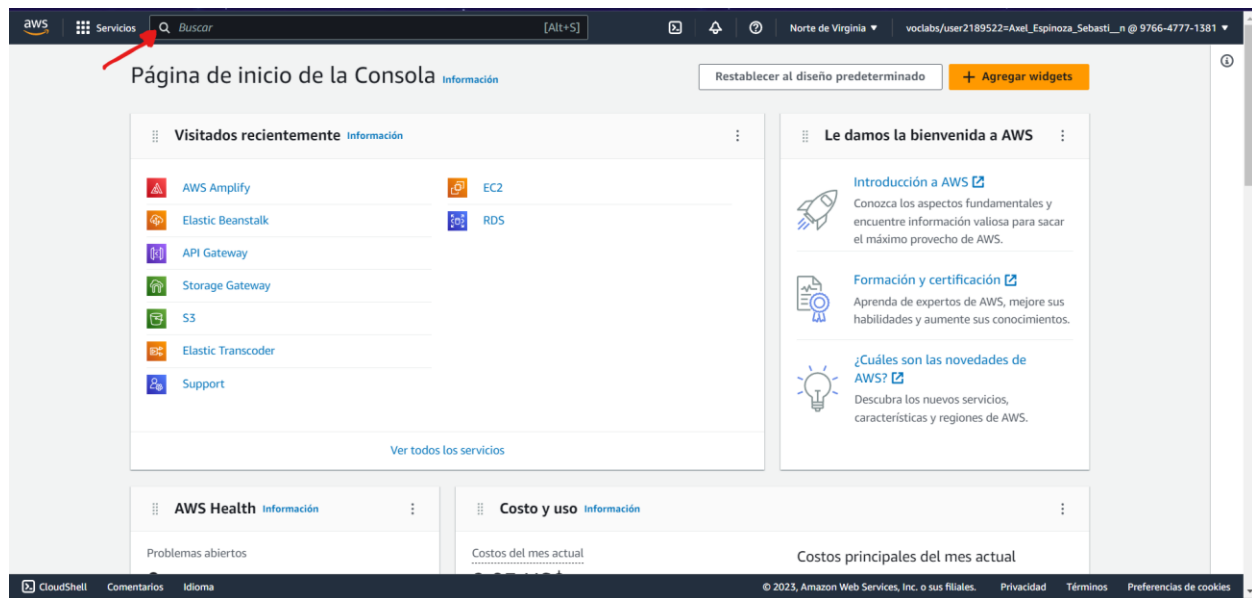 aws
Servicios
Buscar [Alt+S]
Norte de Virginia ▼
voclabs/user2189522=Axel_Espinoza_Sebasti__n @ 9766-4777-1381 ▼
Página de inicio de la Consola Información
Restablecer al diseño predeterminado
+ Agregar widgets
Visitados recientemente Información
AWS Amplify
Elastic Beanstalk
API Gateway
Storage Gateway
S3
Elastic Transcoder
Support
EC2
RDS
Ver todos los servicios
Le damos la bienvenida a AWS
Introducción a AWS
Conozca los aspectos fundamentales y
encuentre información valiosa para sacar
el máximo provecho de AWS.
Formación y certificación
Aprenda de expertos de AWS, mejore sus
habilidades y aumente sus conocimientos.
¿Cuáles son las novedades de
AWS?
Descubra los nuevos servicios,
características y regiones de AWS.
AWS Health Información
Problemas abiertos
Costo y uso Información
Costos del mes actual
Costos principales del mes actual
CloudShell Comentarios Idioma
© 2023, Amazon Web Services, Inc. o sus filiales. Privacidad Términos Preferencias de cookies